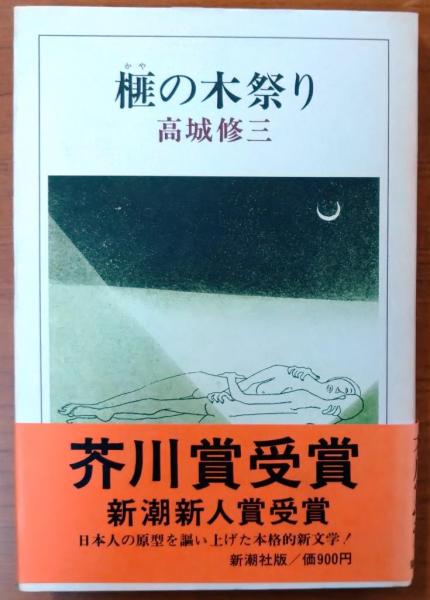 かや
榧の木祭り
高城修三
芥川賞受賞
新潮新人賞受賞
日本人の原型を謳い上げた本格的新文学！
新潮社版／価900円